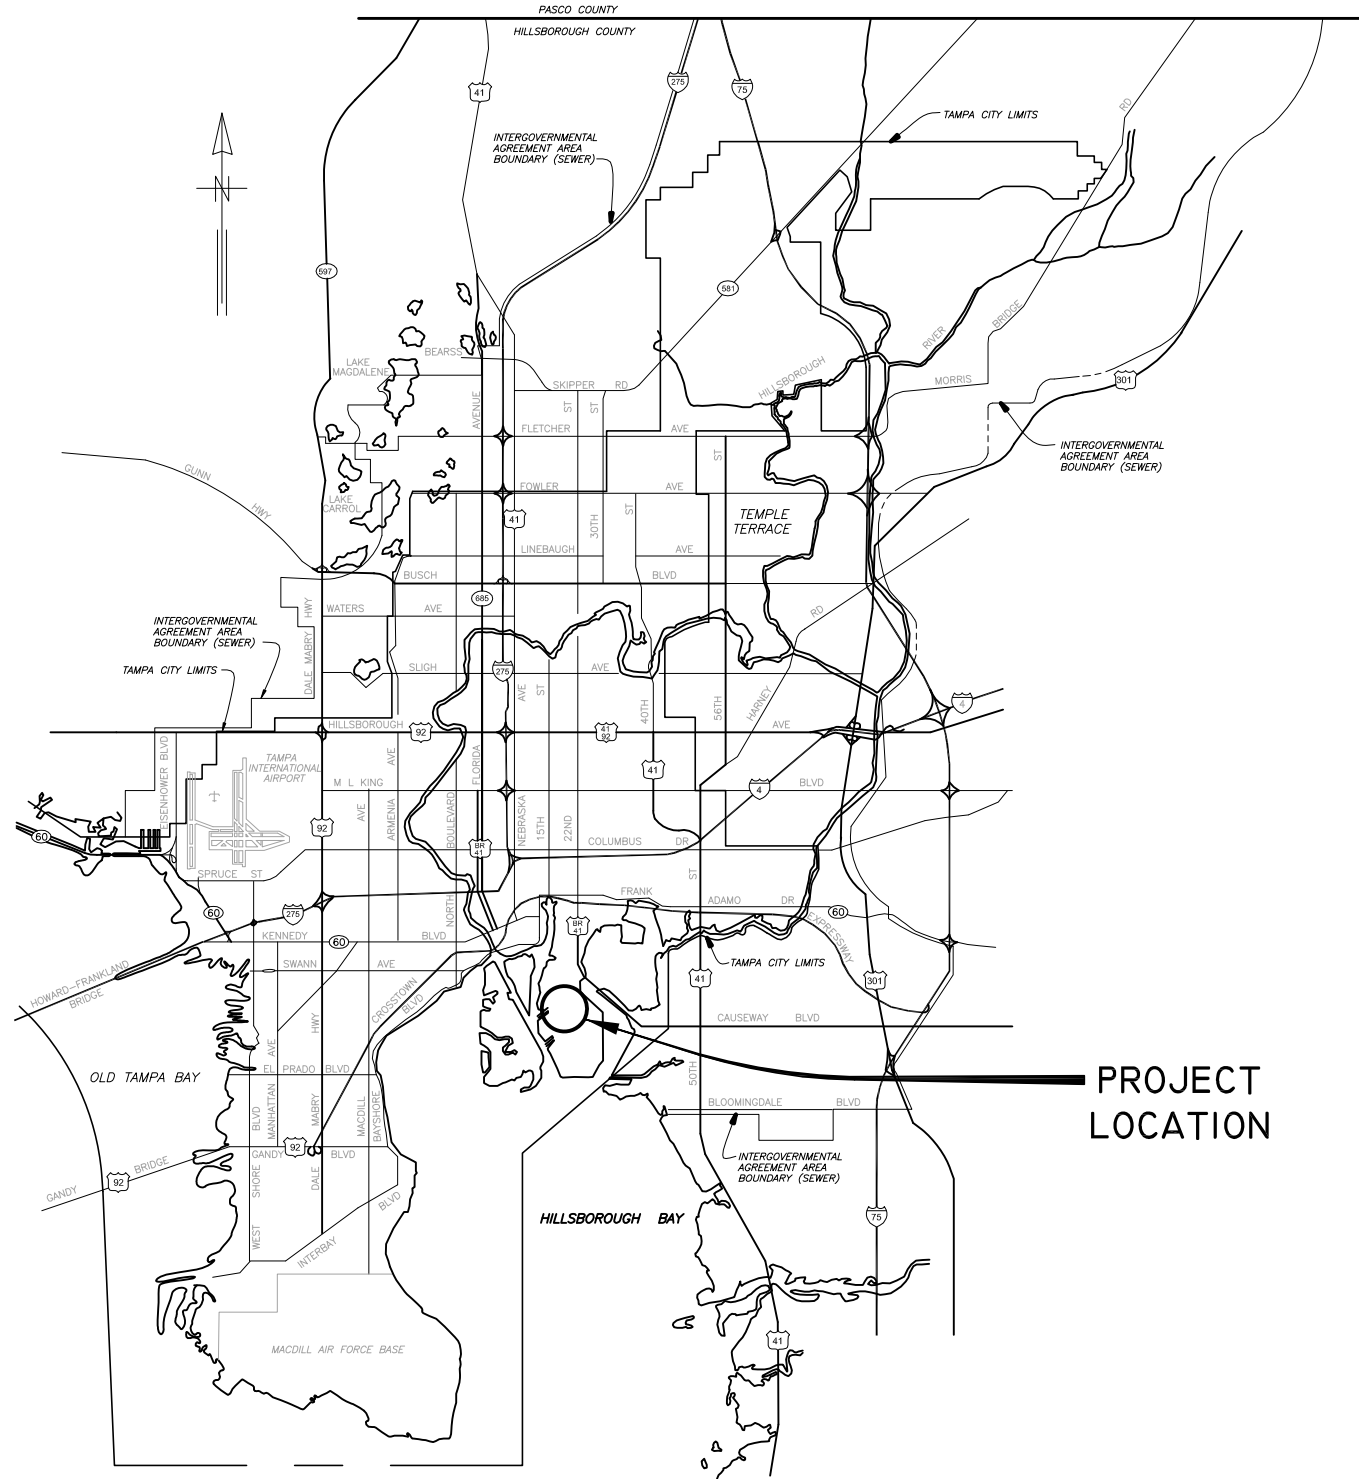 PASCO COUNTY
HILLSBOROUGH COUNTY
275
75
41
TAMPA CITY LIMITS
RD
INTERGOVERNMENTAL
AGREEMENT AREA
BOUNDARY (SEWER)
N
597
581
BRIDGE
RIVER
BEARSS
LAKE
MAGDALENE
HILLSBOROUGH
SKIPPER RD
MORRIS
301
AVENUE
ST
ST
FLETCHER AVE
INTERGOVERNMENTAL
AGREEMENT AREA
BOUNDARY (SEWER)
ST
GUNN
HWY
FOWLER AVE
LAKE
CARROL
41
30TH
ST
TEMPLE
TERRACE
LINEBAUGH AVE
BUSCH BLVD
685
HWY
WATERS AVE
RD
INTERGOVERNMENTAL
AGREEMENT AREA
BOUNDARY (SEWER)
TAMPA CITY LIMITS
DALE MABRY
SLIGH AVE
275
AVE
ST
40TH
56TH
HARNEY
4
HILLSBOROUGH
92
41
92
AVE
EISENHOWER BLVD
TAMPA
INTERNATIONAL
AIRPORT
AVE
FLORIDA
41
M L KING
4
BLVD
AVE
ARMENIA
BOULEVARD
NEBRASKA
15TH
22ND
92
60
COLUMBUS DR
BR
41
SPRUCE ST
ST
FRANK
ADAMO DR
60
60
275
NORTH
BR
41
EXPRESSWAY
KENNEDY
60
BLVD
SWANN AVE
TAMPA CITY LIMITS
HOWARD-FRANKLAND
BRIDGE
41
301
CROSSTOWN
BLVD
HWY
CAUSEWAY BLVD
AVE
OLD TAMPA BAY
EL PRADO BLVD
50TH
PROJECT
LOCATION
BLVD
MANHATTAN
MABRY
MACDILL
BAYSHORE
BLOOMINGDALE BLVD
92
GANDY BLVD
INTERGOVERNMENTAL
AGREEMENT AREA
BOUNDARY (SEWER)
GANDY
92
BRIDGE
SHORE
DALE
BLVD
HILLSBOROUGH BAY
75
WEST
INTERBAY
41
MACDILL AIR FORCE BASE